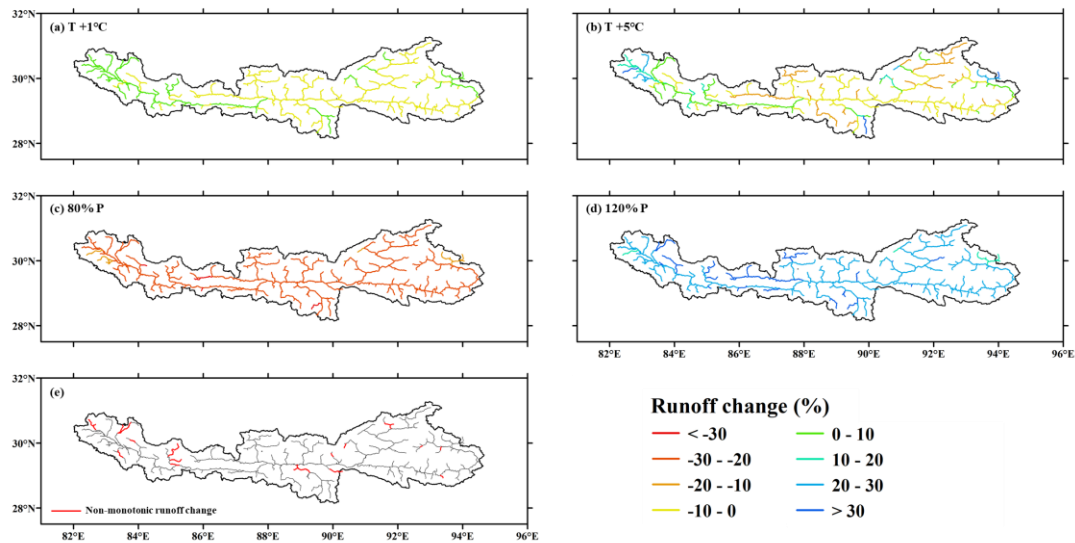 32°N
(a) T +1°C
(b) T +5°C
30°N
28°N
32°N
(c) 80% P
(d) 120% P
30°N
28°N
82°E 84°E 86°E 88°E 90°E 92°E 94°E 96°E
32°N
(e)
30°N
28°N
Non-monotonic runoff change
82°E 84°E 86°E 88°E 90°E 92°E 94°E 96°E
Runoff change (%)
< -30 0 - 10
-30 - -20 10 - 20
-20 - -10 20 - 30
-10 - 0 > 30